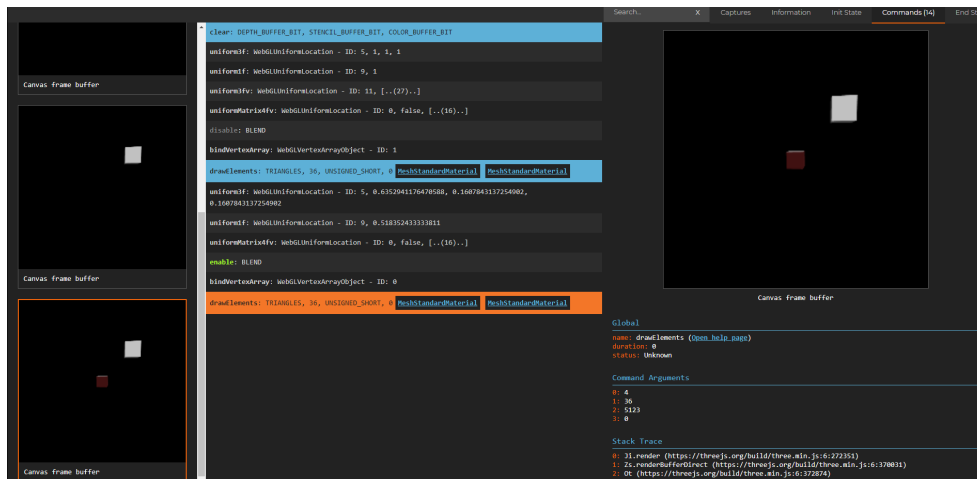 Search... X Captures Information Init State Commands (14) End St
Canvas frame buffer
Canvas frame buffer
Canvas frame buffer
clear: DEPTH_BUFFER_BIT, STENCIL_BUFFER_BIT, COLOR_BUFFER_BIT
uniform3f: WebGLUniformLocation - ID: 5, 1, 1, 1
uniform1f: WebGLUniformLocation - ID: 9, 1
uniform3fv: WebGLUniformLocation - ID: 11, [..(27)..]
uniformMatrix4fv: WebGLUniformLocation - ID: 0, false, [..(16)..]
disable: BLEND
bindVertexArray: WebGLVertexArrayObject - ID: 1
drawElements: TRIANGLES, 36, UNSIGNED_SHORT, 0 MeshStandardMaterial MeshStandardMaterial
uniform3f: WebGLUniformLocation - ID: 5, 0.6352941176470588, 0.1607843137254902,
0.1607843137254902
uniform1f: WebGLUniformLocation - ID: 9, 0.518352433333811
uniformMatrix4fv: WebGLUniformLocation - ID: 0, false, [..(16)..]
enable: BLEND
bindVertexArray: WebGLVertexArrayObject - ID: 0
drawElements: TRIANGLES, 36, UNSIGNED_SHORT, 0 MeshStandardMaterial MeshStandardMaterial
Canvas frame buffer
Global
name: drawElements (Open help page)
duration: 0
status: Unknown
Command Arguments
0: 4
1: 36
2: 5123
3: 0
Stack Trace
0: Ji.render (https://threejs.org/build/three.min.js:6:272351)
1: Zs.renderBufferDirect (https://threejs.org/build/three.min.js:6:370031)
2: Ot (https://threejs.org/build/three.min.js:6:372874)